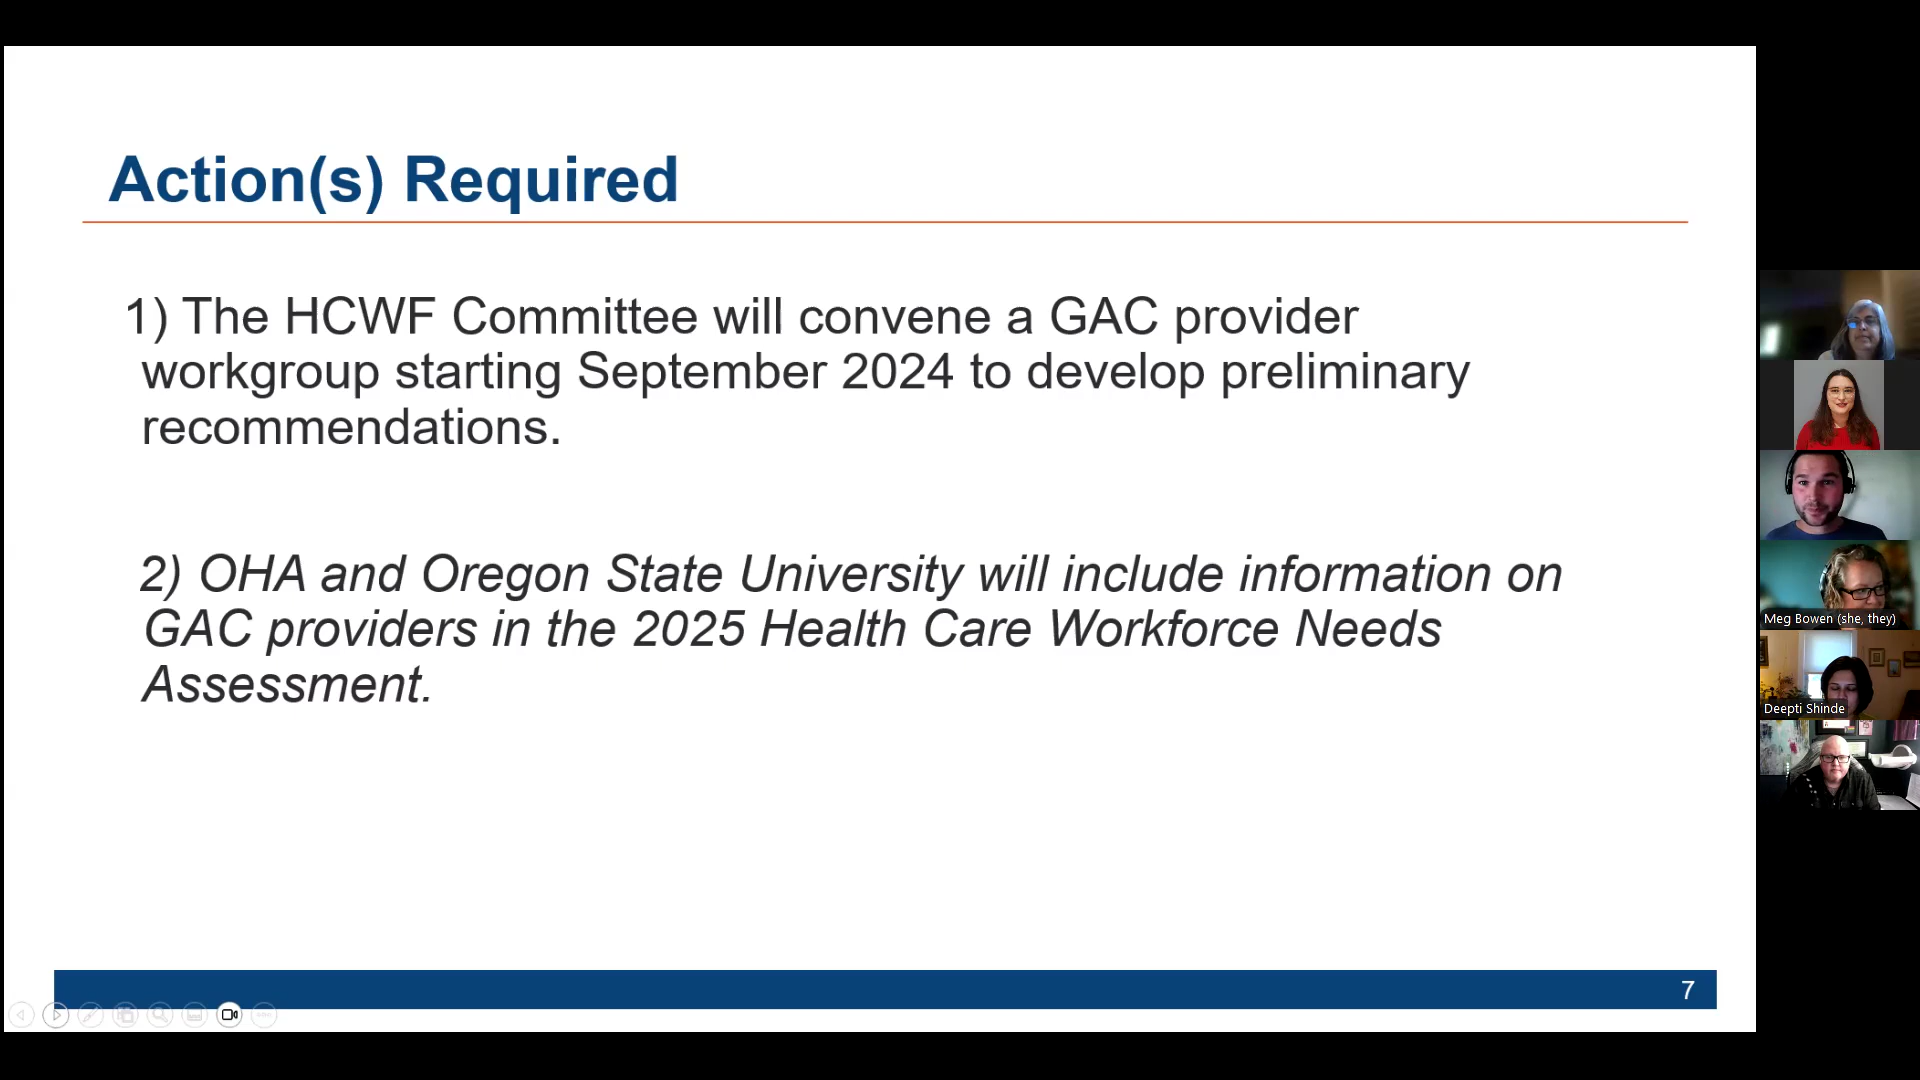 Action(s) Required
1) The HCWF Committee will convene a GAC provider
workgroup starting September 2024 to develop preliminary
recommendations.
2) OHA and Oregon State University will include information on
GAC providers in the 2025 Health Care Workforce Needs
Assessment.
7
Meg Bowen (she, they)
Deepti Shinde